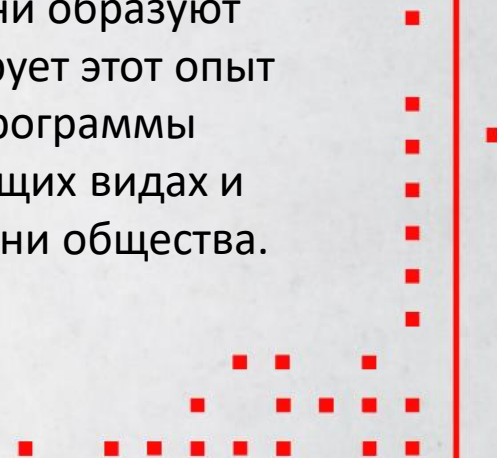 ни образуют
рует этот опыт
рограммы
щих видах и
ни общества.